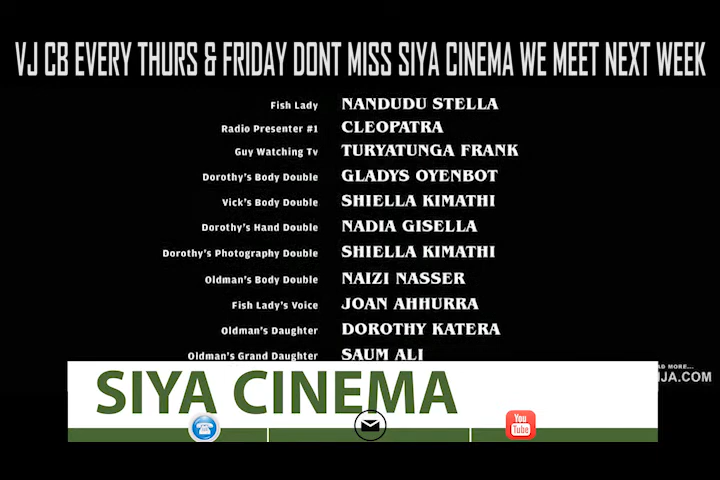 VJ CB EVERY THURS & FRIDAY DONT MISS SIYA CINEMA WE MEET NEXT WEEK
Fish Lady NANDUDU STELLA
Radio Presenter #1 CLEOPATRA
Guy Watching Tv TURYATUNGA FRANK
Dorothy's Body Double GLADYS OYENBOT
Vick's Body Double SHIELLA KIMATHI
Dorothy's Hand Double NADIA GISELLA
Dorothy's Photography Double SHIELLA KIMATHI
Oldman's Body Double NAIZI NASSER
Fish Lady's Voice JOAN AHHURRA
Oldman's Daughter DOROTHY KATERA
Oldman's Grand Daughter SAUM ALI
MORE...
SIYA CINEMA
You
Tube